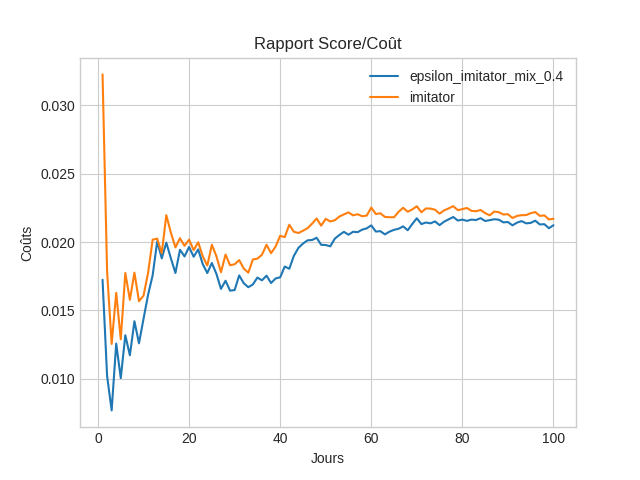 Rapport Score/Coût
epsilon_imitator_mix_0.4
imitator
0.030
0.025
0.020
0.015
0.010
Coûts
0 20 40 60 80 100
Jours